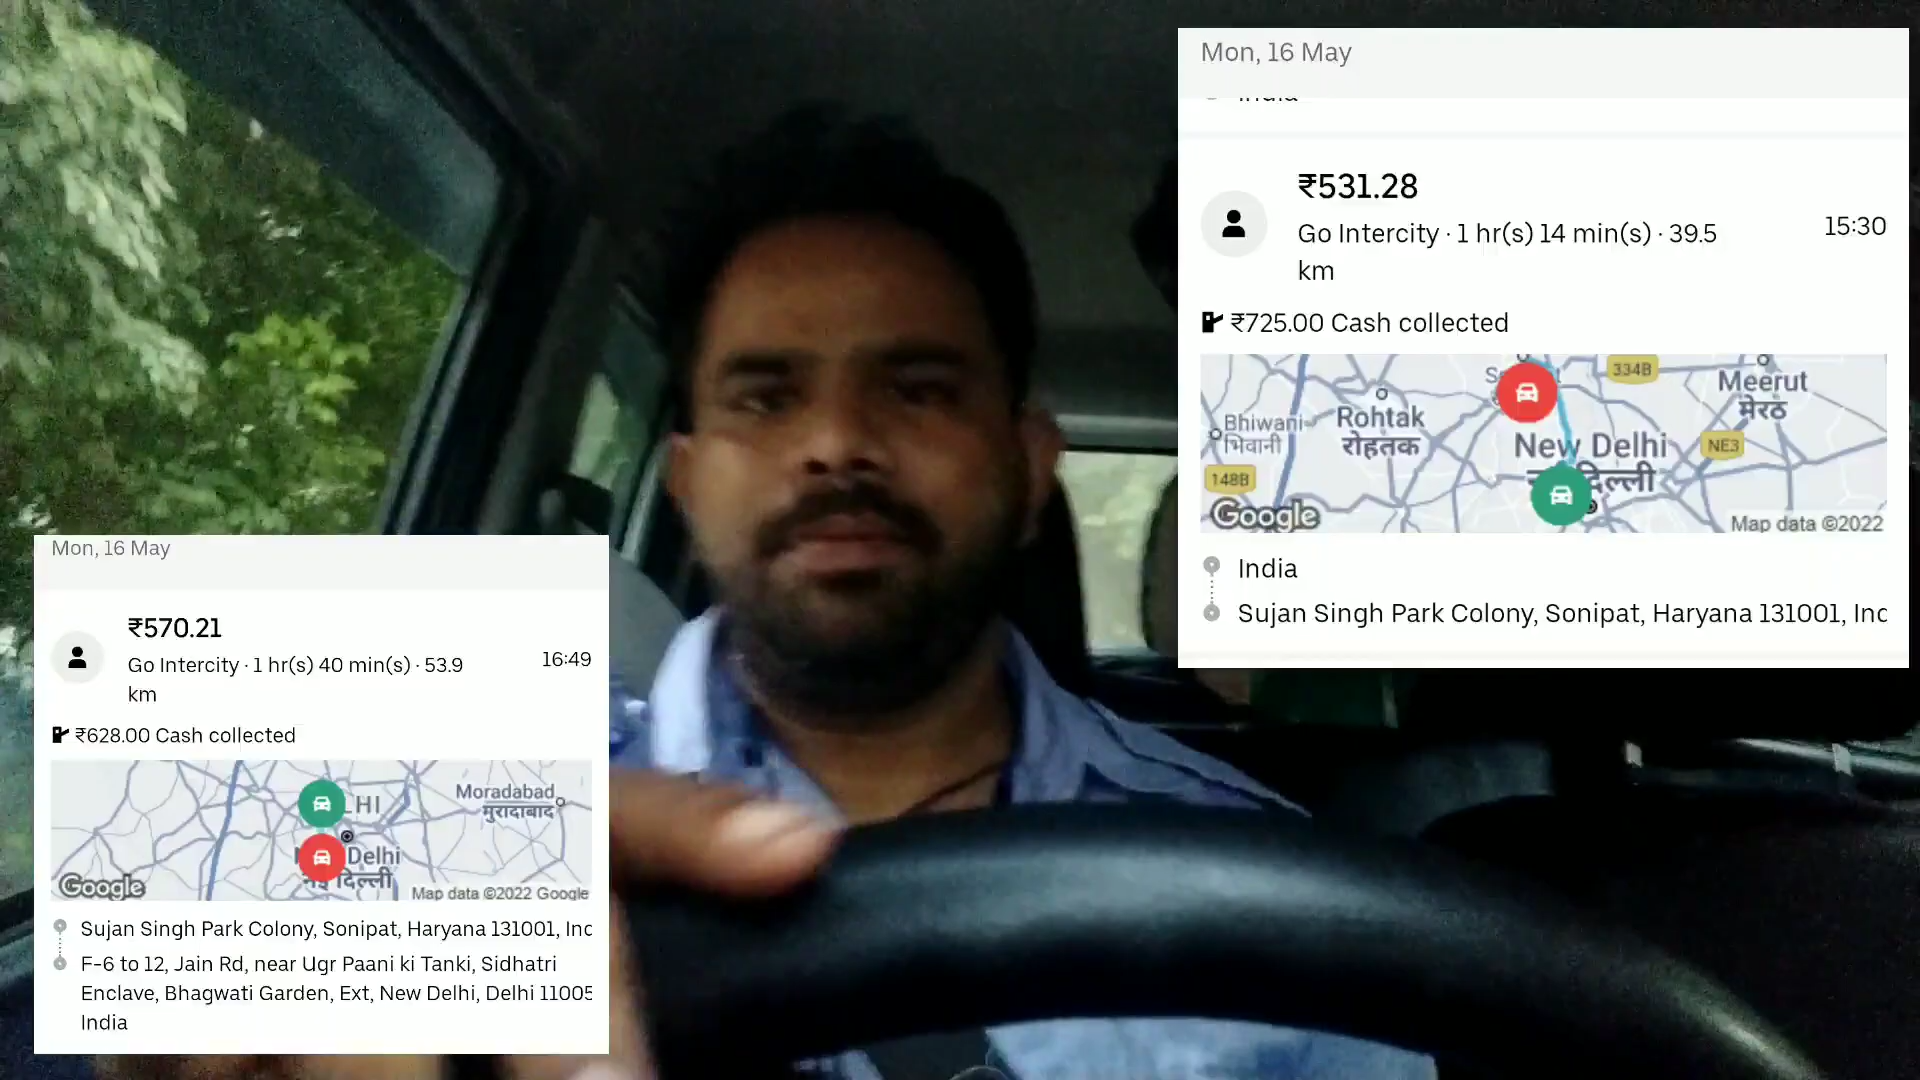 Mon, 16 May
₹531.28
Go Intercity · 1 hr(s) 14 min(s) · 39.5
km
15:30
₹725.00 Cash collected
334B
Meerut
मेरठ
Rohtak
रोहतक
Bhiwani
भिवानी
New Delhi
दिल्ली
NE3
148B
Google
Map data ©2022
India
Sujan Singh Park Colony, Sonipat, Haryana 131001, Inc
Mon, 16 May
₹570.21
Go Intercity · 1 hr(s) 40 min(s) · 53.9
km
16:49
₹628.00 Cash collected
LHI
Moradabad
मुरादाबाद
Delhi
नई दिल्ली
Google
Map data ©2022 Google
Sujan Singh Park Colony, Sonipat, Haryana 131001, Inc
F-6 to 12, Jain Rd, near Ugr Paani ki Tanki, Sidhatri
Enclave, Bhagwati Garden, Ext, New Delhi, Delhi 11005
India